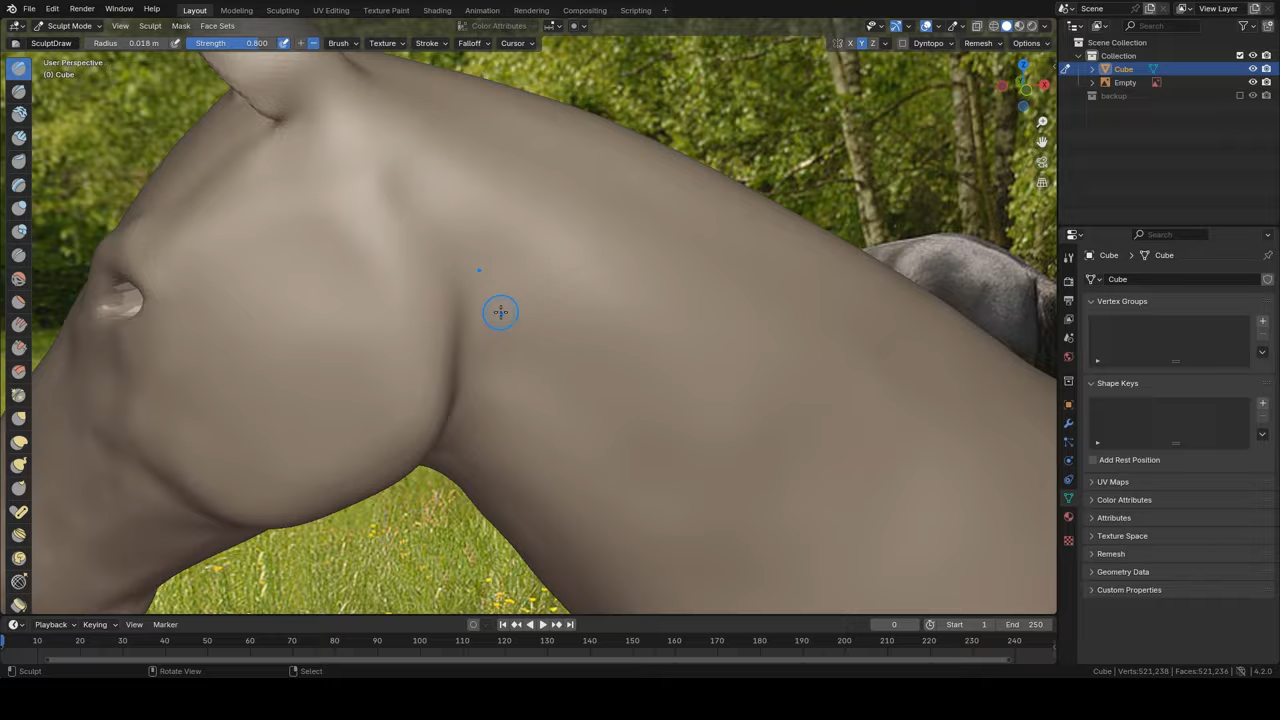 File Edit Render Window Help Layout Modeling Sculpting UV Editing Texture Paint Shading Animation Rendering Compositing Geometry Nodes Scripting + Scene View Layer
Sculpt Mode View Sculpt Mask Face Sets Color Attributes Search
SculptDraw Radius 0.018 m Strength 0.800 + − Brush Texture Stroke Falloff Cursor X Y Z Dyntopo Remesh Options
User Perspective
(0) Cube
Z
X
Scene Collection
Collection
Cube
Empty
backup
Search
Cube Cube
Cube
Vertex Groups
Shape Keys
Add Rest Position
UV Maps
Color Attributes
Attributes
Texture Space
Remesh
Geometry Data
Custom Properties
Playback Keying View Marker 0 Start 1 End 250
10 20 30 40 50 60 70 80 90 100 110 120 130 140 150 160 170 180 190 200 210 220 230 240
Sculpt Rotate View Select Cube | Verts:521,238 | Faces:521,236 | 4.2.0